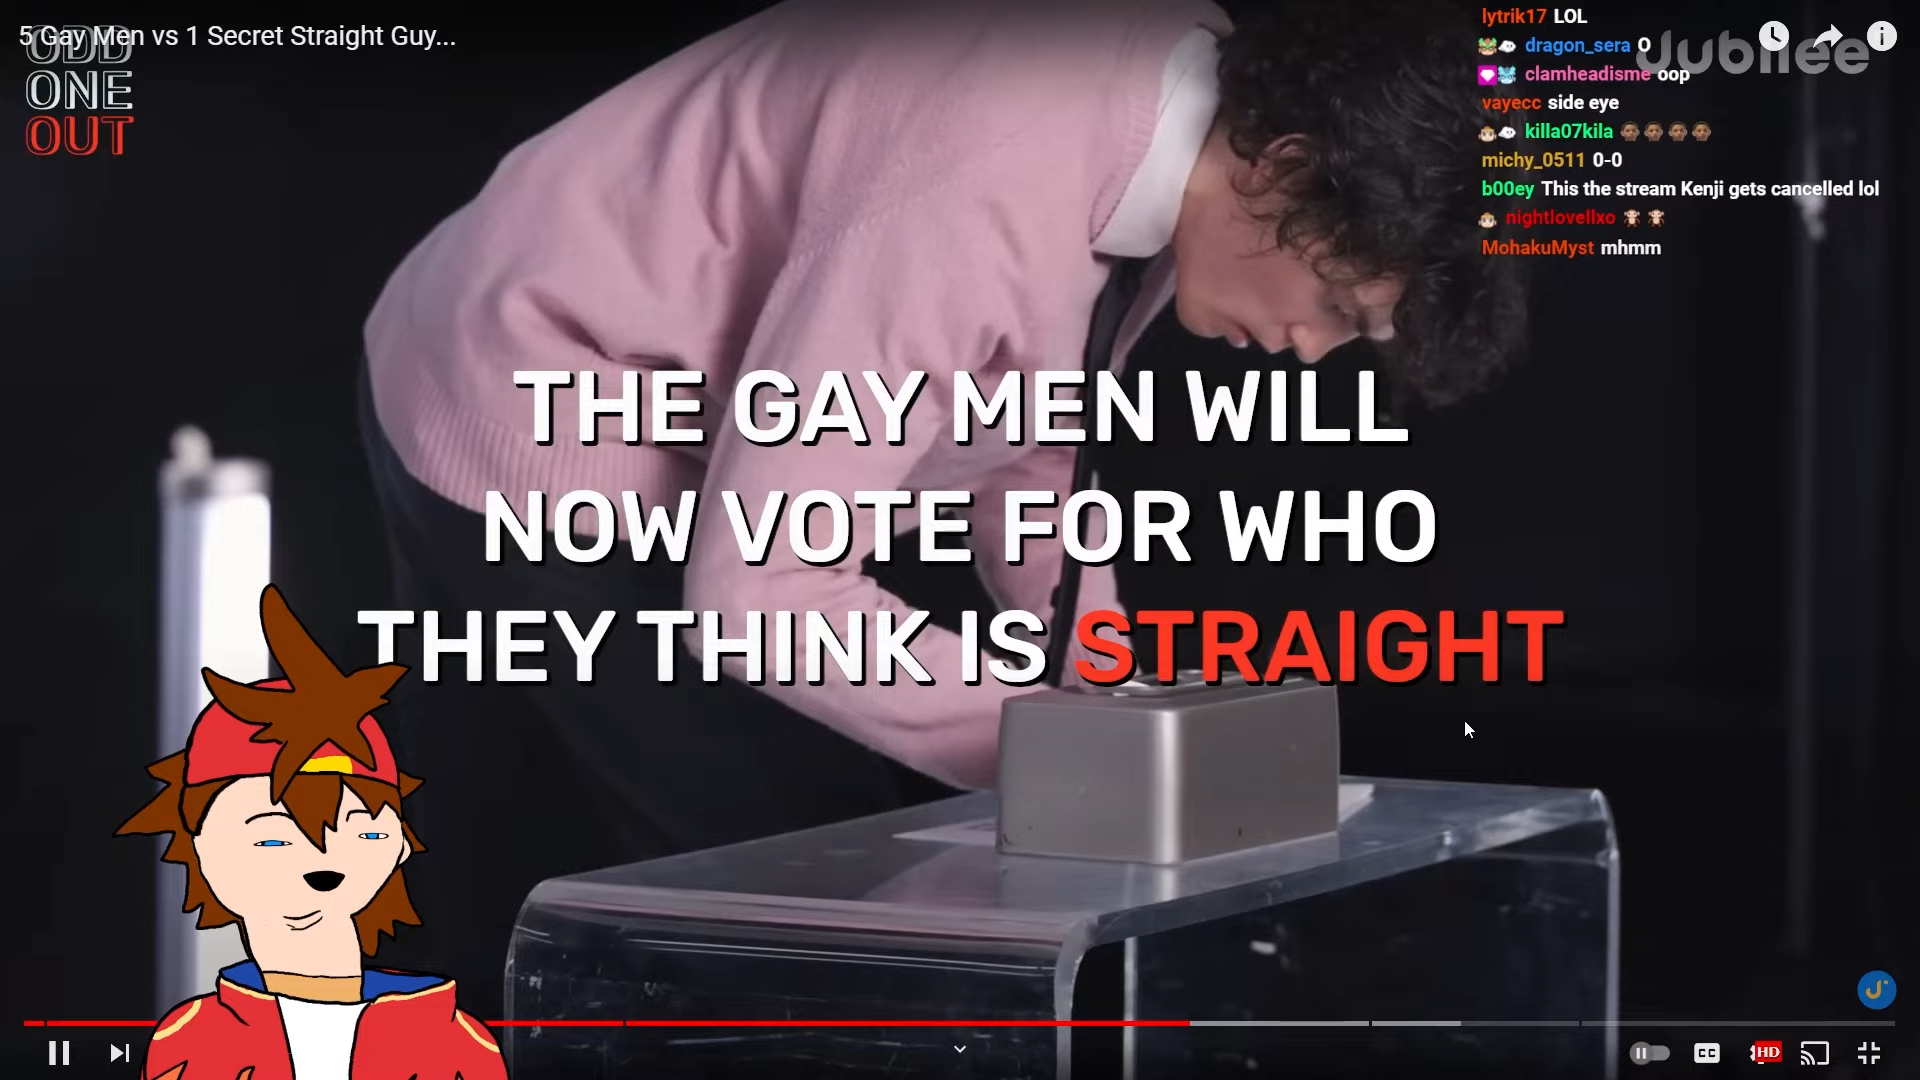 5 Gay Men vs 1 Secret Straight Guy...
ODD
ONE
OUT
Jubilee
lytrik17 LOL
dragon_sera O
clamheadisme oop
vayecc side eye
killa07kila
michy_0511 0-0
b00ey This the stream Kenji gets cancelled lol
nightlovellxo
MohakuMyst mhmm
THE GAY MEN WILL
NOW VOTE FOR WHO
THEY THINK IS STRAIGHT
CC
HD